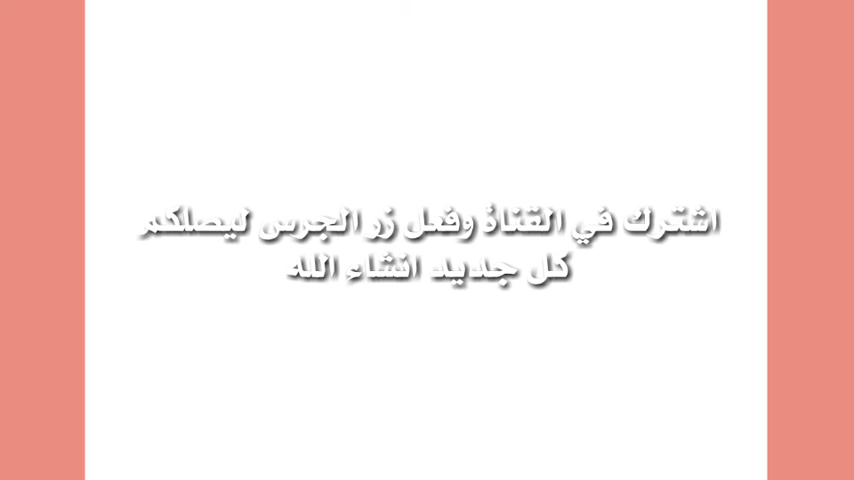 اشترك في القناة وفعل زر الجرس ليصلكم
كل جديد انشاء الله